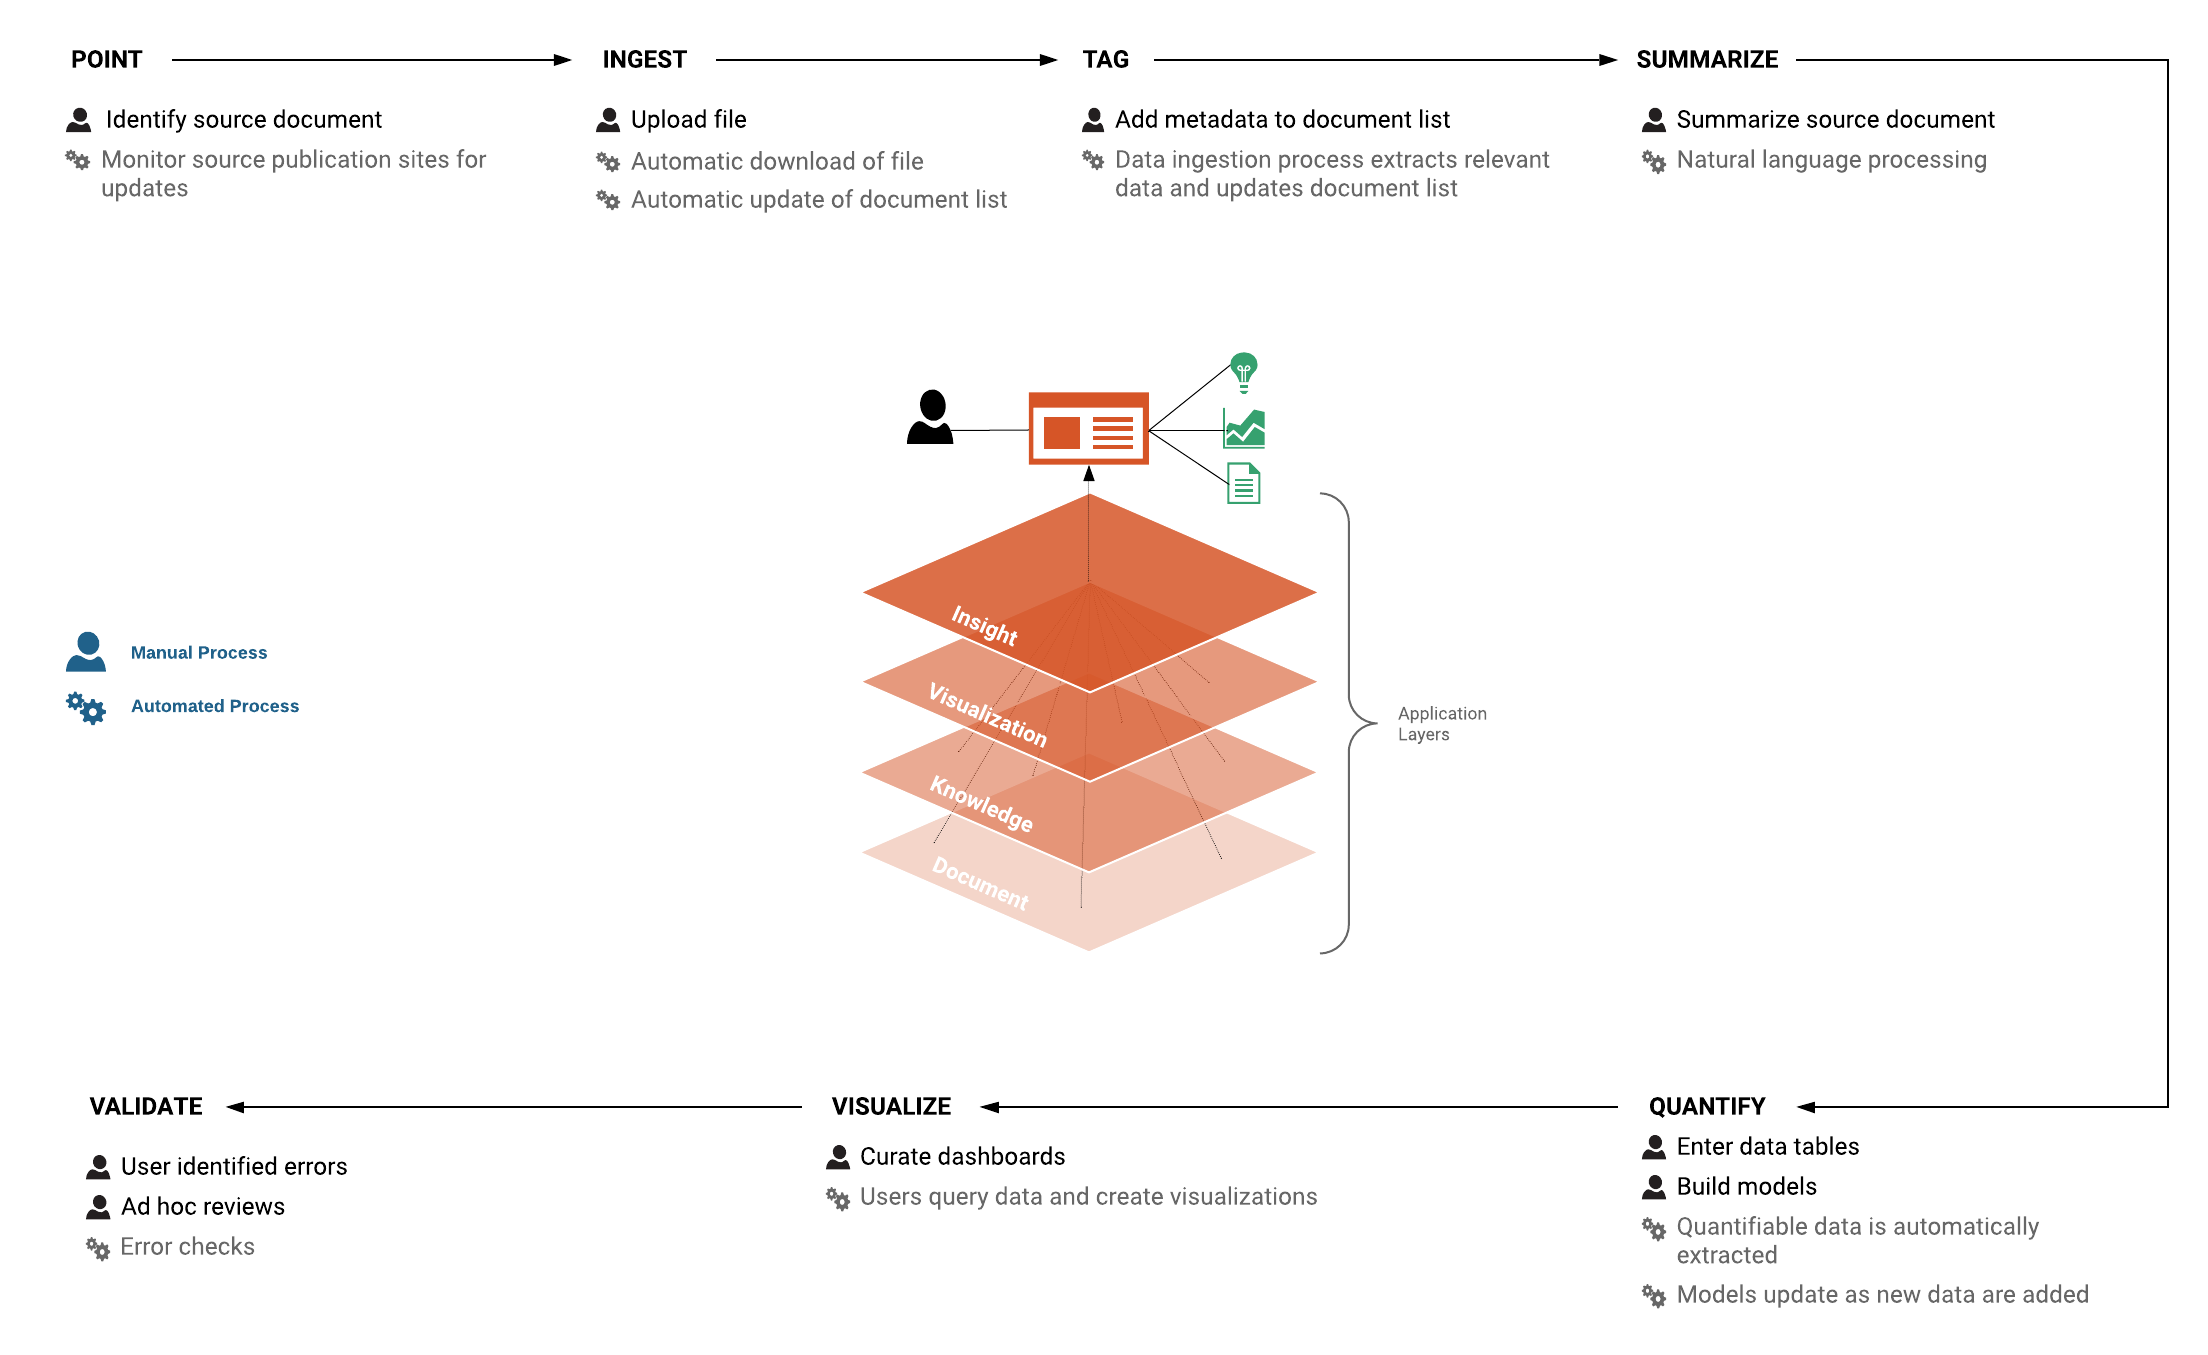 POINT
INGEST
TAG
SUMMARIZE
Identify source document
Monitor source publication sites for
updates
Upload file
Automatic download of file
Automatic update of document list
Add metadata to document list
Data ingestion process extracts relevant
data and updates document list
Summarize source document
Natural language processing
Manual Process
Automated Process
Insight
Visualization
Knowledge
Document
Application
Layers
VALIDATE
VISUALIZE
QUANTIFY
User identified errors
Ad hoc reviews
Error checks
Curate dashboards
Users query data and create visualizations
Enter data tables
Build models
Quantifiable data is automatically
extracted
Models update as new data are added